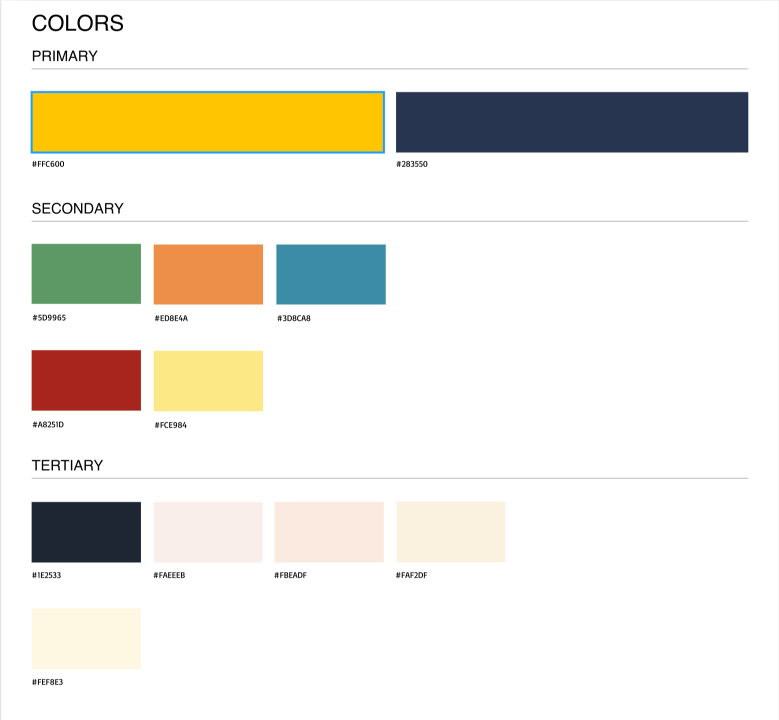 COLORS
PRIMARY
#FFC600
#283550
SECONDARY
#5D9965
#ED8E4A
#3D8CA8
#A8251D
#FCE984
TERTIARY
#1E2533
#FAEEEB
#FBEADF
#FAF2DF
#FEF8E3